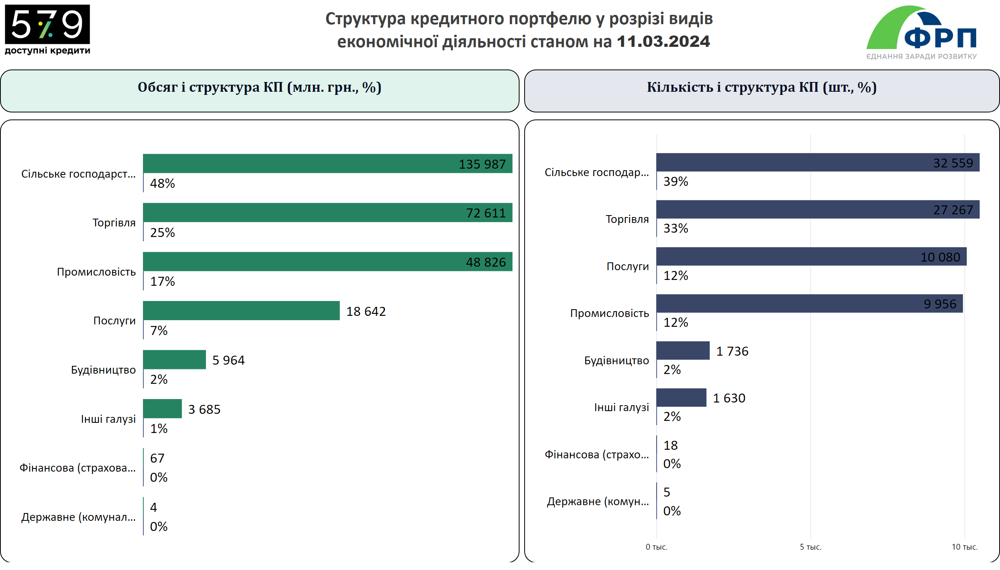 5%7%9%
доступні кредити
Структура кредитного портфелю у розрізі видів
економічної діяльності станом на 11.03.2024
ФРП
ЄДНАННЯ ЗАРАДИ РОЗВИТКУ
Обсяг і структура КП (млн. грн., %)
Сільське господарст...
135 987
48%
Торгівля
72 611
25%
Промисловість
48 826
17%
Послуги
18 642
7%
Будівництво
5 964
2%
Інші галузі
3 685
1%
Фінансова (страхова...
67
0%
Державне (комунал...
4
0%
Кількість і структура КП (шт., %)
Сільське господар...
32 559
39%
Торгівля
27 267
33%
Послуги
10 080
12%
Промисловість
9 956
12%
Будівництво
1 736
2%
Інші галузі
1 630
2%
Фінансова (страхо...
18
0%
Державне (комун...
5
0%
0 тыс.
5 тыс.
10 тыс.